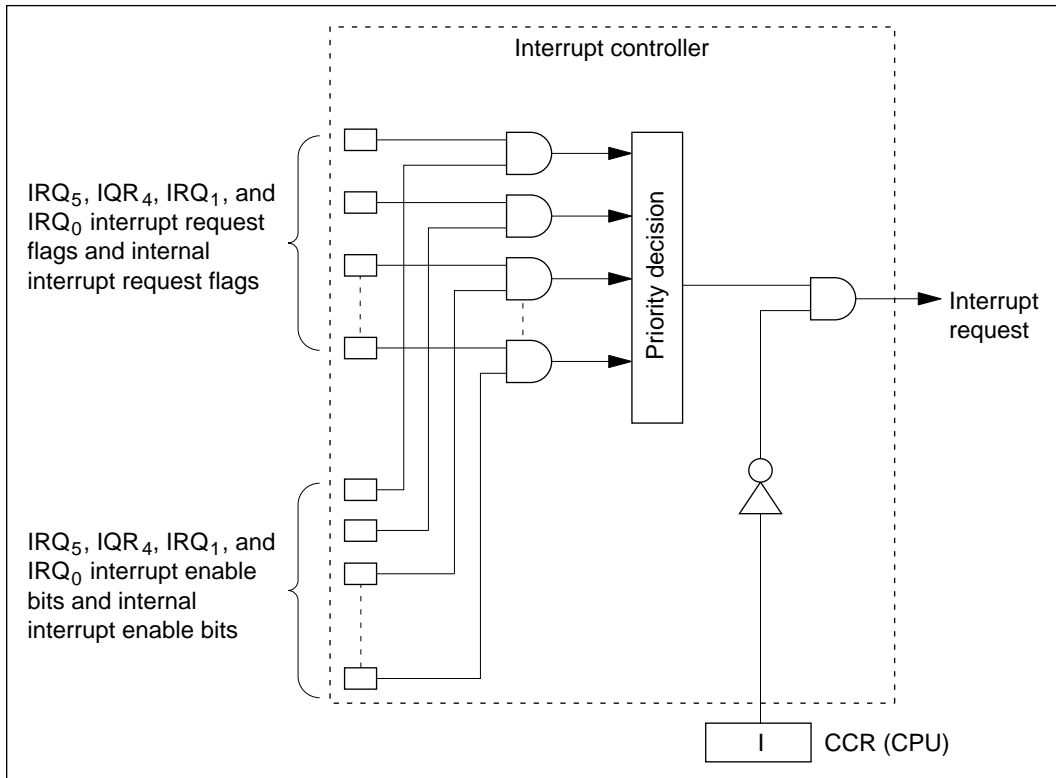 Interrupt controller
IRQ5, IQR4, IRQ1, and
IRQ0 interrupt request
flags and internal
interrupt request flags
Priority decision
Interrupt
request
IRQ5, IQR4, IRQ1, and
IRQ0 interrupt enable
bits and internal
interrupt enable bits
I
CCR (CPU)